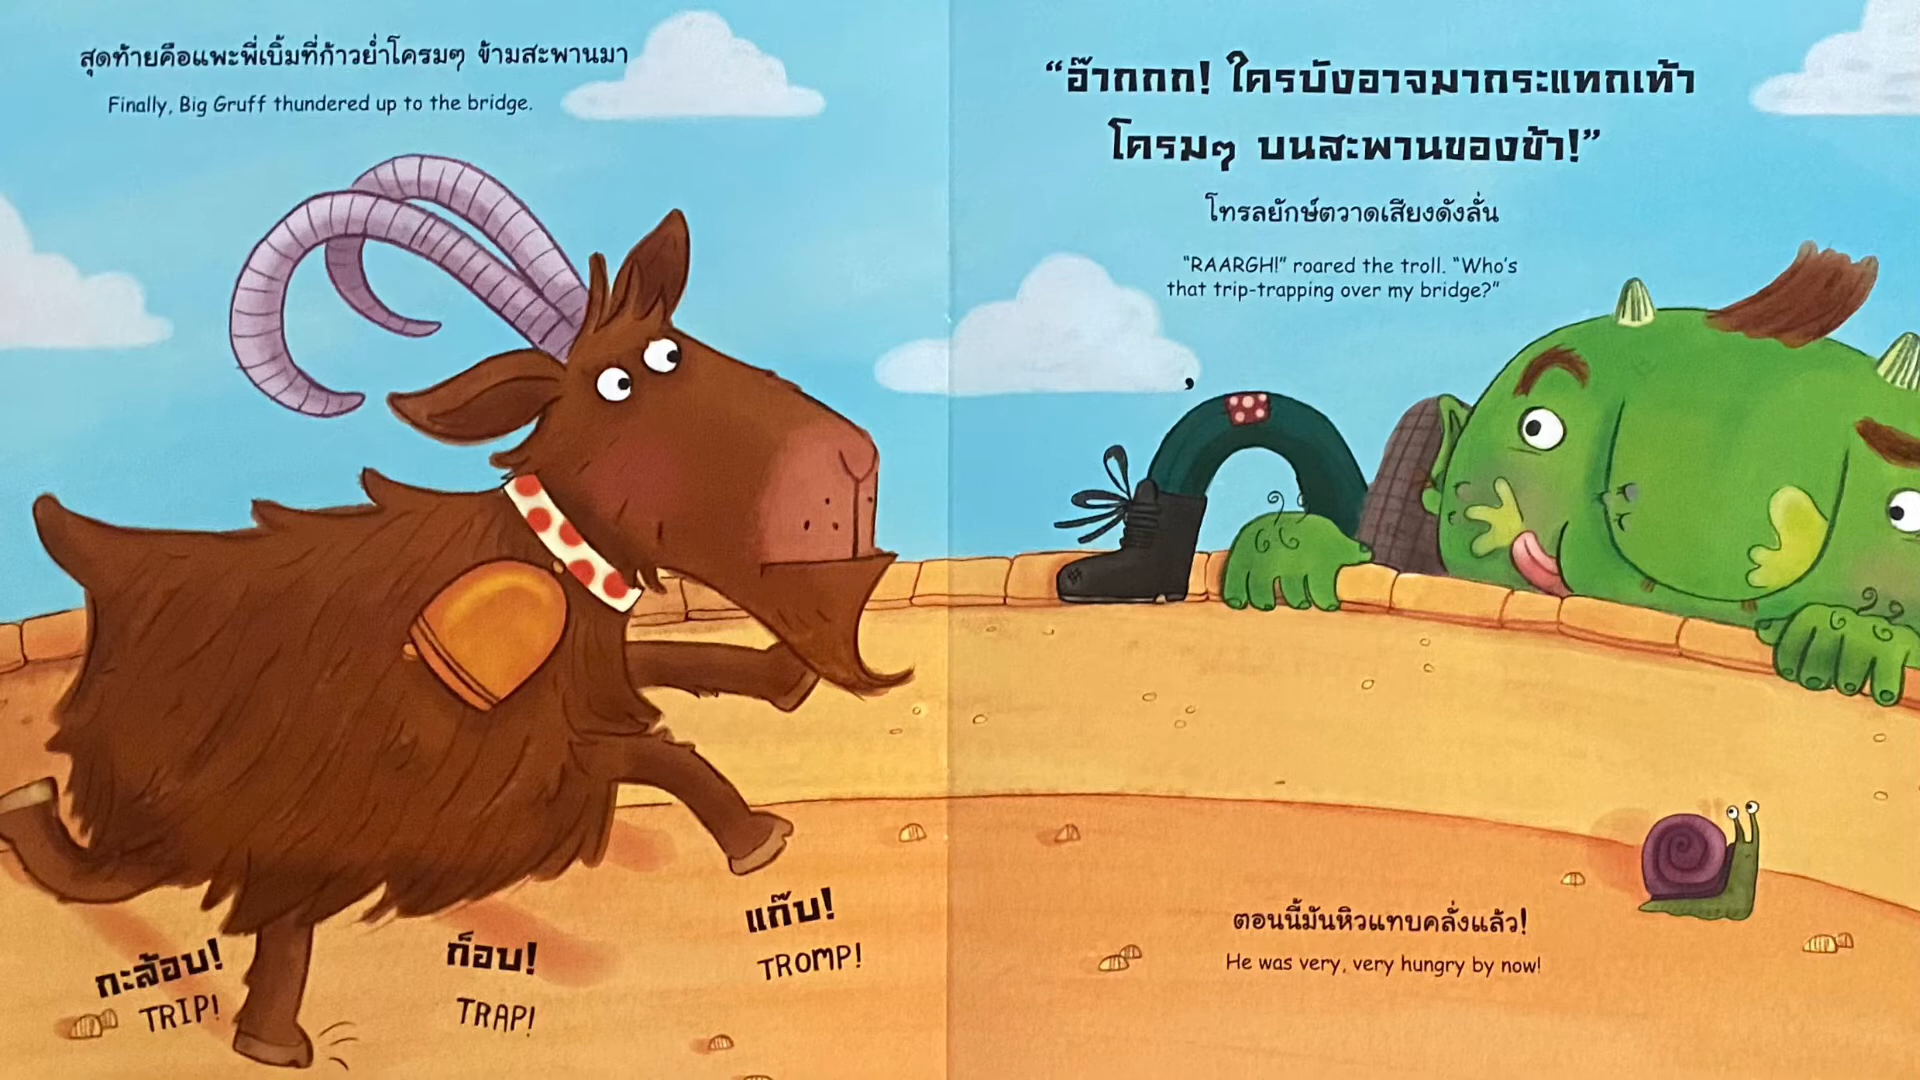 สุดท้ายคือแพะพี่เบิ้มที่ก้าวย่ำโครมๆ ข้ามสะพานมา
Finally, Big Gruff thundered up to the bridge.
กะล้อบ!
TRIP!
ก็อบ!
TRAP!
แก๊บ!
TROMP!
“อ๊ากกก! ใครบังอาจมากระแทกเท้า
โครมๆ บนสะพานของข้า!”
โทรลยักษ์ตวาดเสียงดังลั่น
“RAARGH!” roared the troll. “Who’s
that trip-trapping over my bridge?”
ตอนนี้มันหิวแทบคลั่งแล้ว!
He was very, very hungry by now!